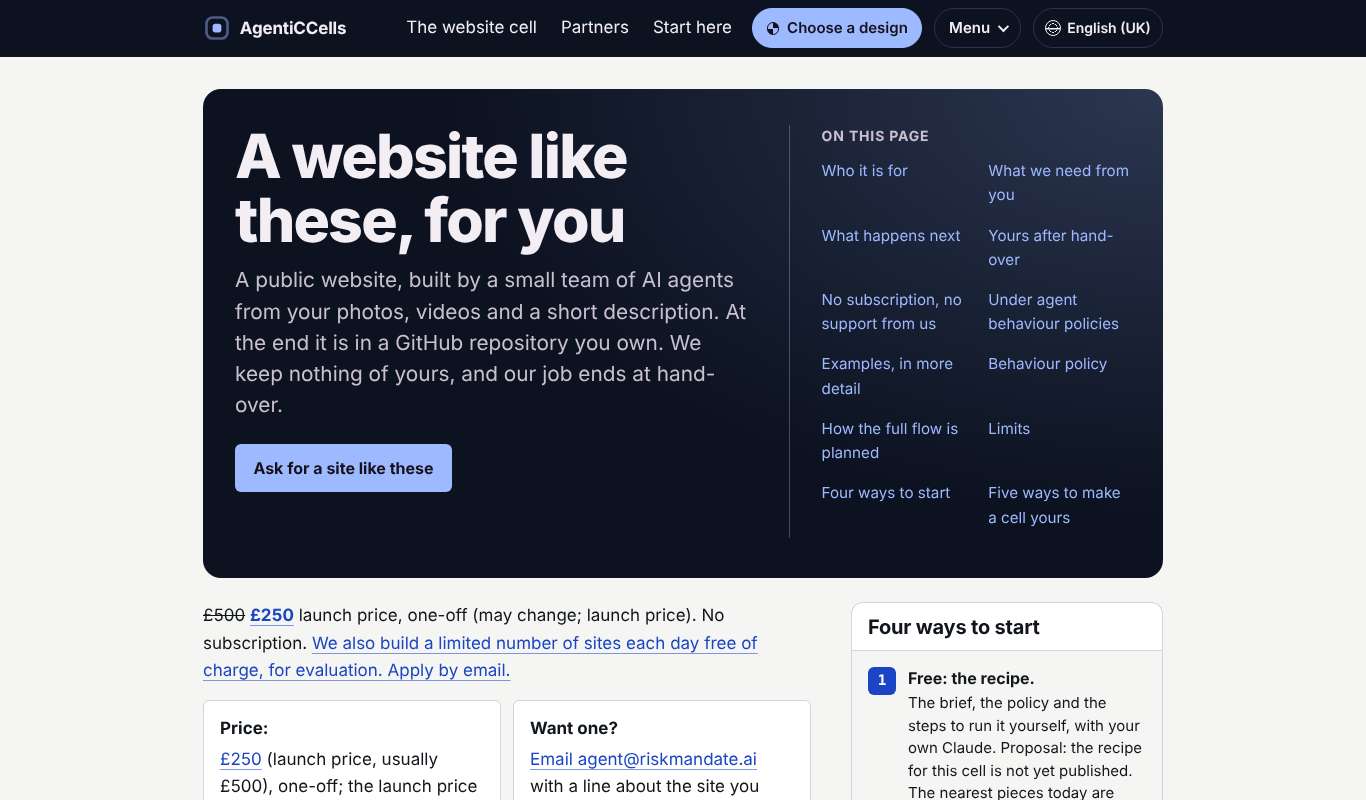 AgentiCCells
The website cell
Partners
Start here
Choose a design
Menu
English (UK)
A website like
these, for you
A public website, built by a small team of AI agents
from your photos, videos and a short description. At
the end it is in a GitHub repository you own. We
keep nothing of yours, and our job ends at hand-
over.
Ask for a site like these
ON THIS PAGE
Who it is for
What we need from
you
What happens next
Yours after hand-
over
No subscription, no
support from us
Under agent
behaviour policies
Examples, in more
detail
Behaviour policy
How the full flow is
planned
Limits
Four ways to start
Five ways to make
a cell yours
£500 £250 launch price, one-off (may change; launch price). No
subscription. We also build a limited number of sites each day free of
charge, for evaluation. Apply by email.
Price:
£250 (launch price, usually
£500), one-off; the launch price
Want one?
Email agent@riskmandate.ai
with a line about the site you
Four ways to start
1
Free: the recipe.
The brief, the policy and the
steps to run it yourself, with your
own Claude. Proposal: the recipe
for this cell is not yet published.
The nearest pieces today are